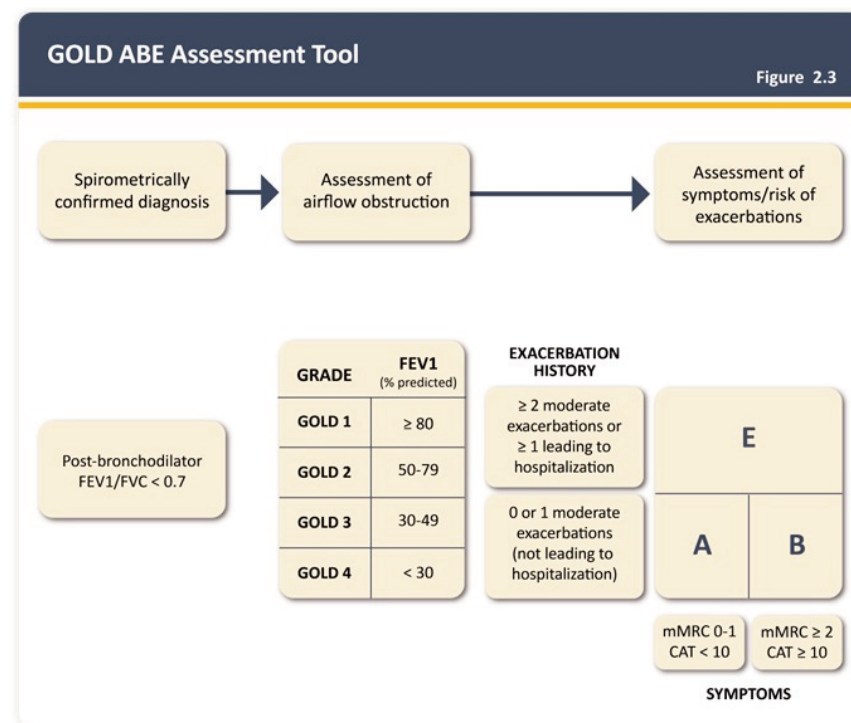 GOLD ABE Assessment Tool
Figure 2.3
Spirometrically
confirmed diagnosis
Assessment of
airflow obstruction
Assessment of
symptoms/risk of
exacerbations
Post-bronchodilator
FEV1/FVC < 0.7
GRADE
FEV1
(% predicted)
GOLD 1
≥ 80
GOLD 2
50-79
GOLD 3
30-49
GOLD 4
< 30
EXACERBATION
HISTORY
≥ 2 moderate
exacerbations or
≥ 1 leading to
hospitalization
0 or 1 moderate
exacerbations
(not leading to
hospitalization)
E
A
B
mMRC 0-1
CAT < 10
mMRC ≥ 2
CAT ≥ 10
SYMPTOMS